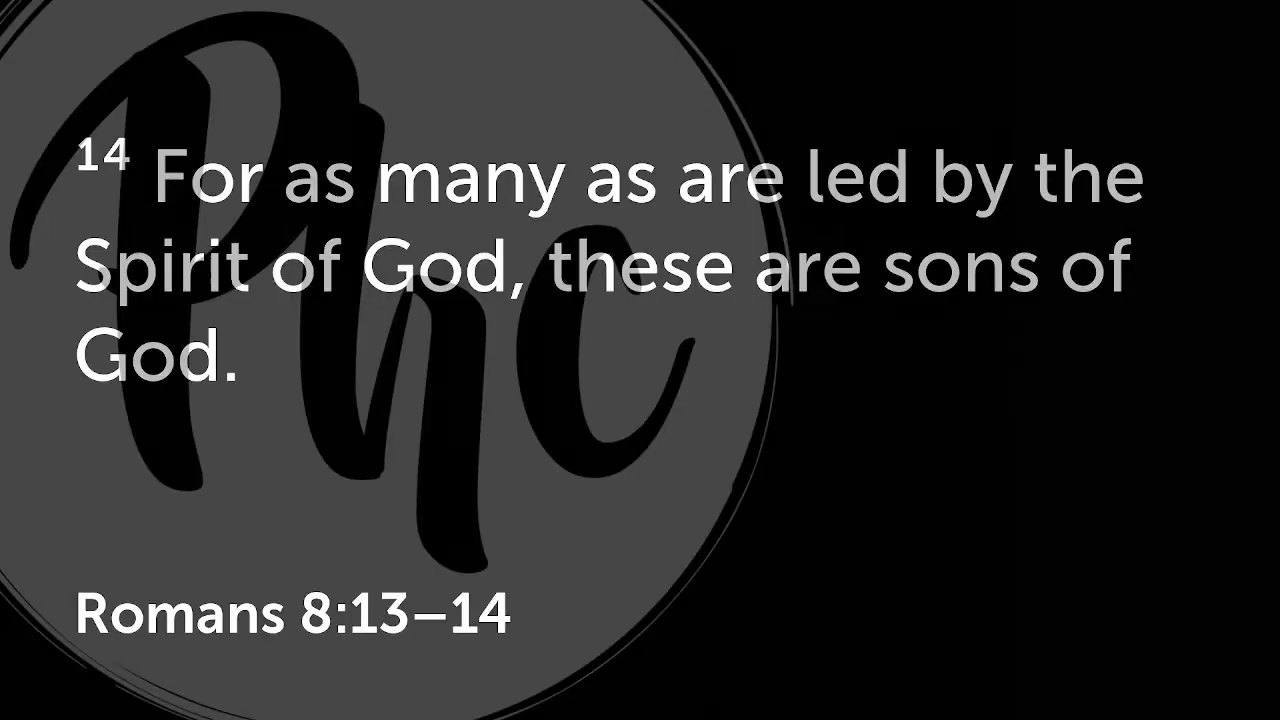 Phc
14 For as many as are led by the
Spirit of God, these are sons of
God.
Romans 8:13–14